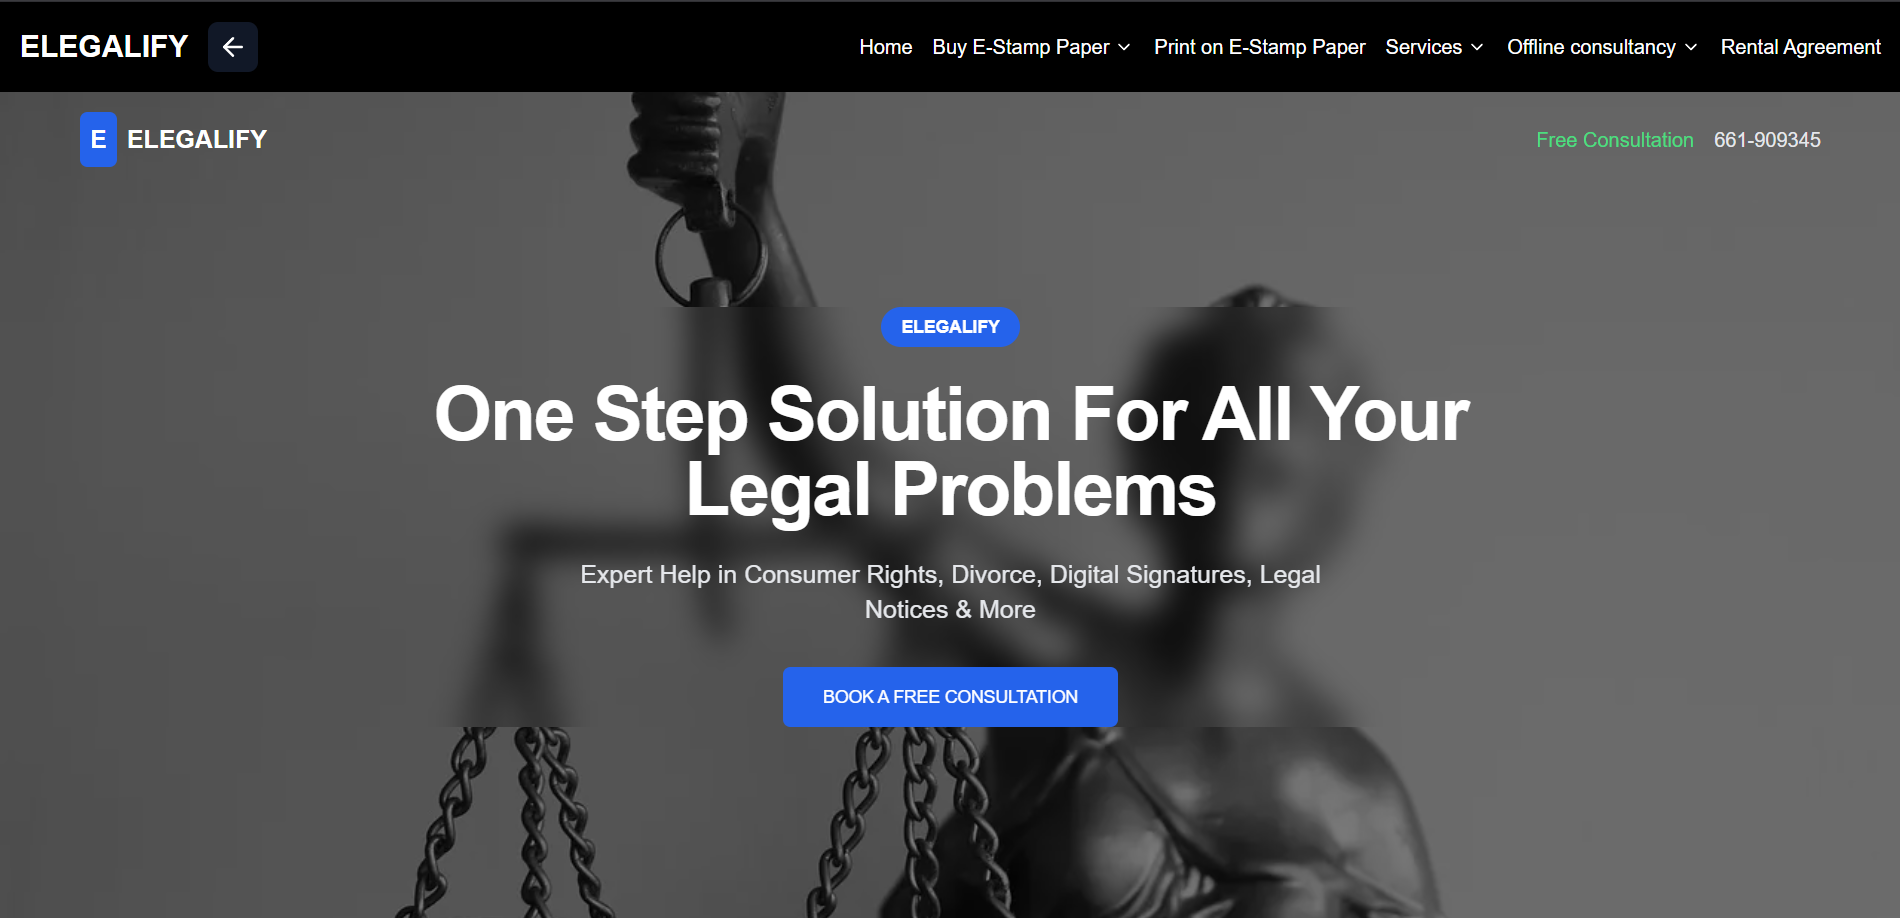 ELEGALIFY
Home Buy E-Stamp Paper Print on E-Stamp Paper Services Offline consultancy Rental Agreement
E ELEGALIFY
Free Consultation 661-909345
ELEGALIFY
One Step Solution For All Your
Legal Problems
Expert Help in Consumer Rights, Divorce, Digital Signatures, Legal
Notices & More
BOOK A FREE CONSULTATION